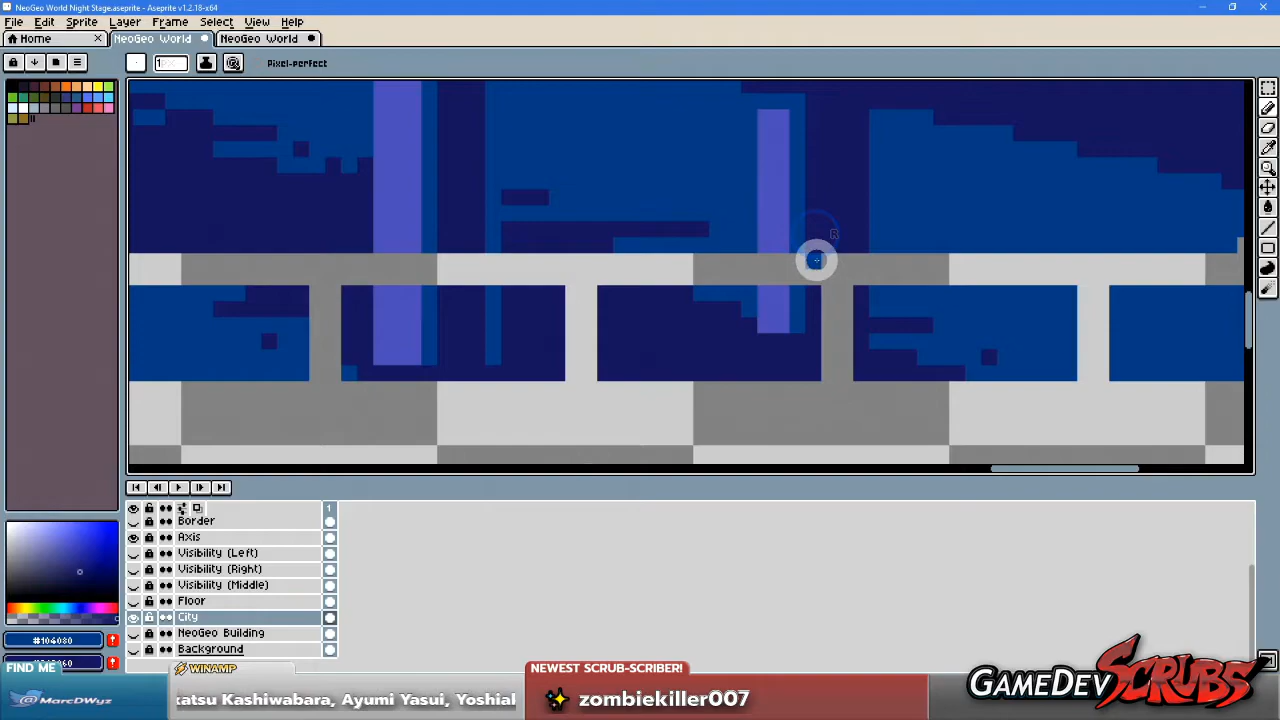 NeoGeo World Night Stage.aseprite - Aseprite v1.2.18-x64
File Edit Sprite Layer Frame Select View Help
Home NeoGeo World NeoGeo World
Pixel-perfect
R
1
Border
Axis
Visibility (Left)
Visibility (Right)
Visibility (Middle)
Floor
City
NeoGeo Building
Background
#104080
FIND ME WINAMP NEWEST SCRUB-SCRIBER!
@MarcDWyz
katsu Kashiwabara, Ayumi Yasui, Yoshial
zombiekiller007
GAMEDEV SCRUBS